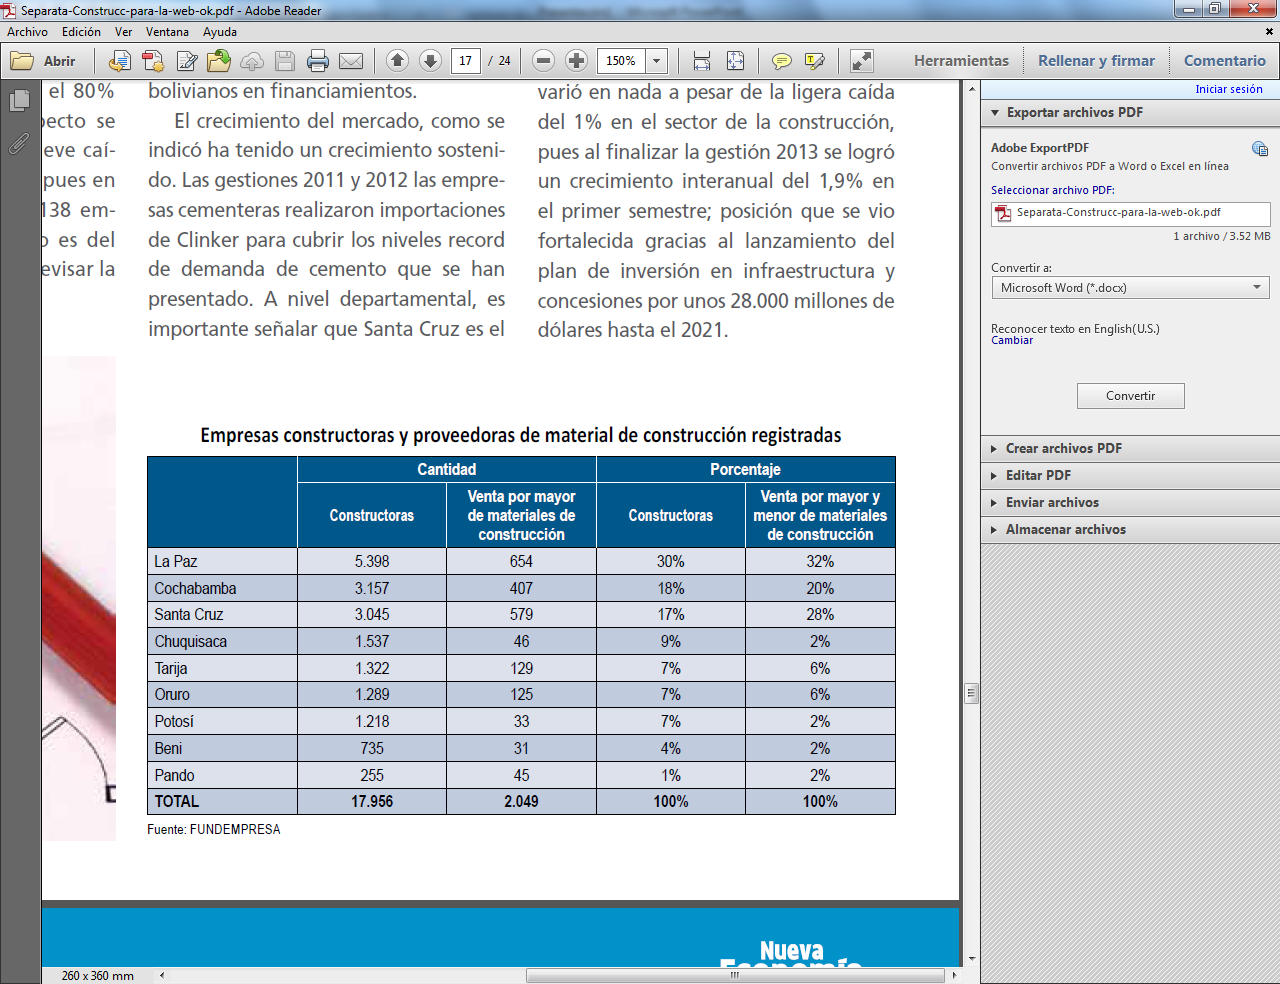 Separata-Construcc-para-la-web-ok.pdf - Adobe Reader
Archivo Edición Ver Ventana Ayuda
Abrir 17 / 24 150% Herramientas Rellenar y firmar Comentario
el 80%
ecto se
eve caí-
pues en
138 em-
o es del
evisar la
bolivianos en financiamientos.
El crecimiento del mercado, como se
indicó ha tenido un crecimiento sosteni-
do. Las gestiones 2011 y 2012 las empre-
sas cementeras realizaron importaciones
de Clinker para cubrir los niveles record
de demanda de cemento que se han
presentado. A nivel departamental, es
importante señalar que Santa Cruz es el
varió en nada a pesar de la ligera caída
del 1% en el sector de la construcción,
pues al finalizar la gestión 2013 se logró
un crecimiento interanual del 1,9% en
el primer semestre; posición que se vio
fortalecida gracias al lanzamiento del
plan de inversión en infraestructura y
concesiones por unos 28.000 millones de
dólares hasta el 2021.
Empresas constructoras y proveedoras de material de construcción registradas
Cantidad Porcentaje
Constructoras Venta por mayor de materiales de construcción Constructoras Venta por mayor y menor de materiales de construcción
La Paz 5.398 654 30% 32%
Cochabamba 3.157 407 18% 20%
Santa Cruz 3.045 579 17% 28%
Chuquisaca 1.537 46 9% 2%
Tarija 1.322 129 7% 6%
Oruro 1.289 125 7% 6%
Potosí 1.218 33 7% 2%
Beni 735 31 4% 2%
Pando 255 45 1% 2%
TOTAL 17.956 2.049 100% 100%
Fuente: FUNDEMPRESA
Nueva
Economía
260 x 360 mm
Iniciar sesión
Exportar archivos PDF
Adobe ExportPDF
Convertir archivos PDF a Word o Excel en línea
Seleccionar archivo PDF:
Separata-Construcc-para-la-web-ok.pdf
1 archivo / 3.52 MB
Convertir a:
Microsoft Word (*.docx)
Reconocer texto en English(U.S.)
Cambiar
Convertir
Crear archivos PDF
Editar PDF
Enviar archivos
Almacenar archivos